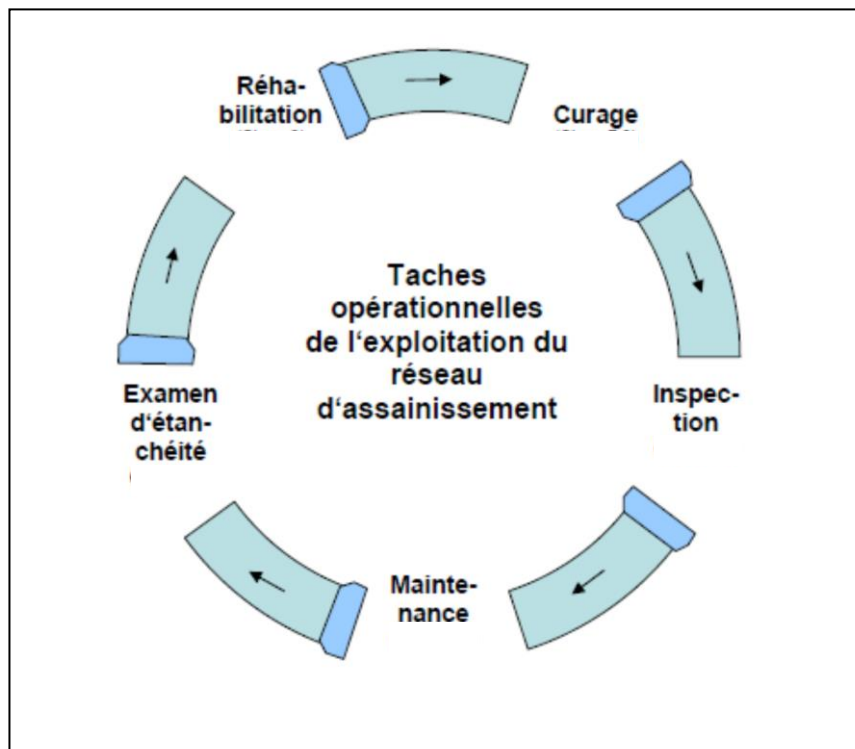 Réha-
bilitation
Curage
Taches
opérationnelles
de l‘exploitation du
réseau
d‘assainissement
Inspec-
tion
Mainte-
nance
Examen
d‘étan-
chéité